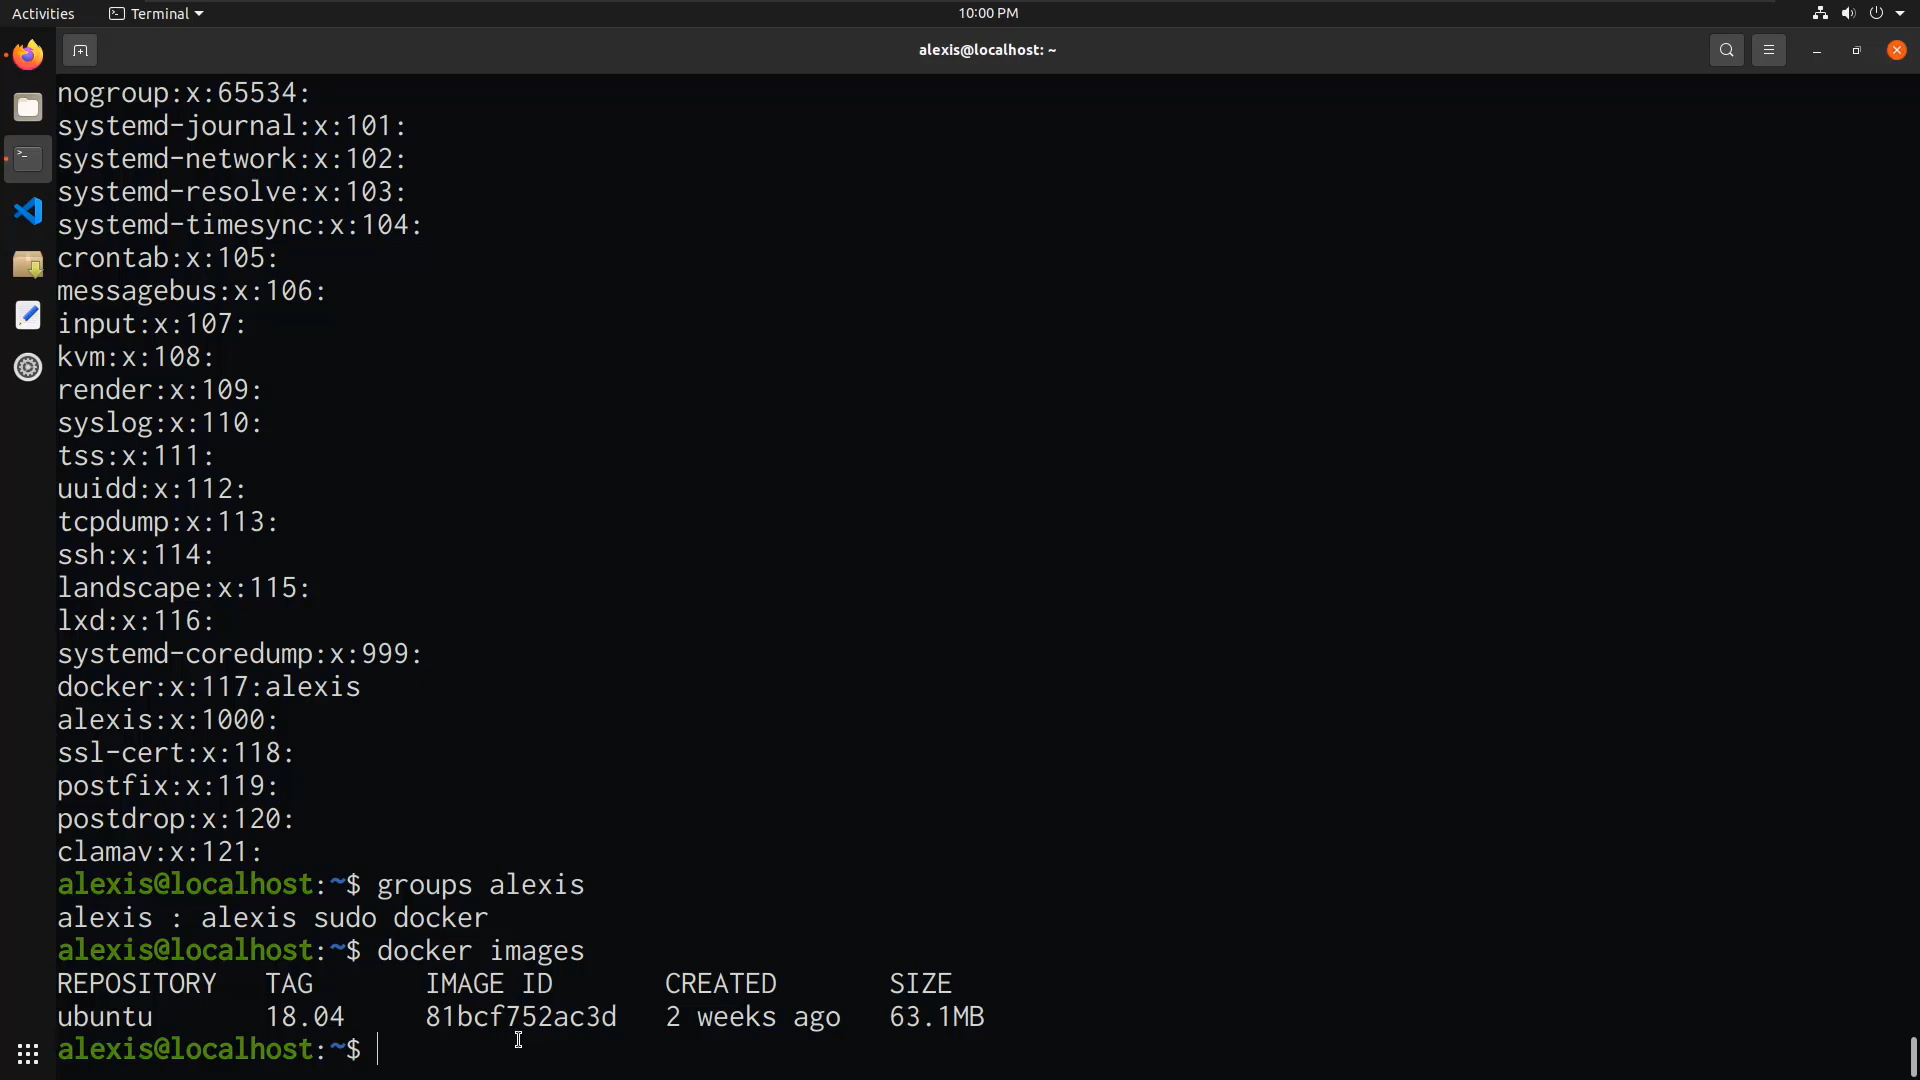 Activities
Terminal
10:00 PM
alexis@localhost: ~
nogroup:x:65534:
systemd-journal:x:101:
systemd-network:x:102:
systemd-resolve:x:103:
systemd-timesync:x:104:
crontab:x:105:
messagebus:x:106:
input:x:107:
kvm:x:108:
render:x:109:
syslog:x:110:
tss:x:111:
uuidd:x:112:
tcpdump:x:113:
ssh:x:114:
landscape:x:115:
lxd:x:116:
systemd-coredump:x:999:
docker:x:117:alexis
alexis:x:1000:
ssl-cert:x:118:
postfix:x:119:
postdrop:x:120:
clamav:x:121:
alexis@localhost:~$ groups alexis
alexis : alexis sudo docker
alexis@localhost:~$ docker images
REPOSITORY TAG IMAGE ID CREATED SIZE
ubuntu 18.04 81bcf752ac3d 2 weeks ago 63.1MB
alexis@localhost:~$